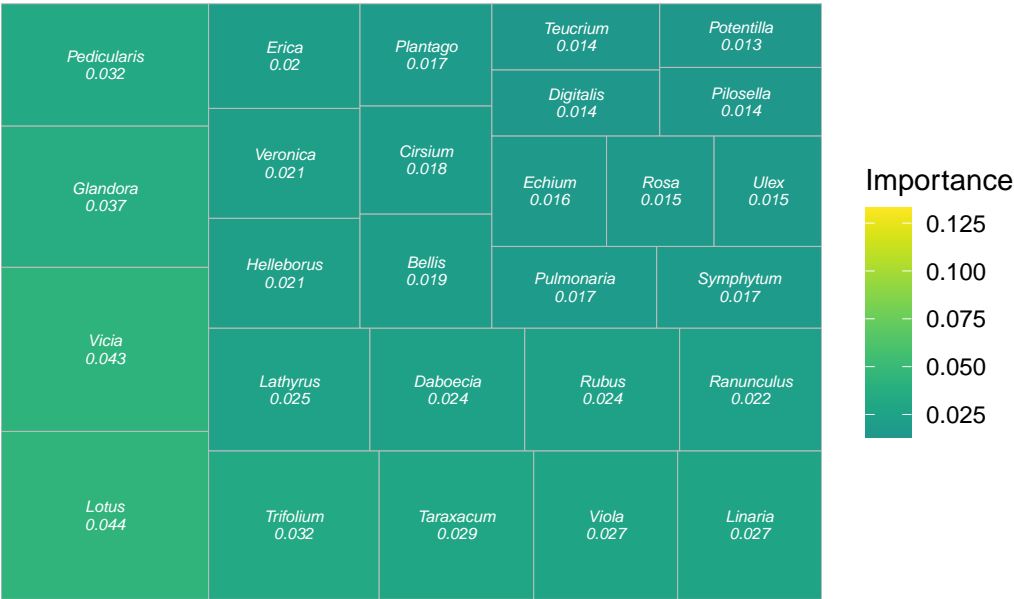 Pedicularis
0.032
Glandora
0.037
Vicia
0.043
Lotus
0.044
Erica
0.02
Veronica
0.021
Helleborus
0.021
Plantago
0.017
Cirsium
0.018
Bellis
0.019
Teucrium
0.014
Potentilla
0.013
Digitalis
0.014
Pilosella
0.014
Echium
0.016
Rosa
0.015
Ulex
0.015
Pulmonaria
0.017
Symphytum
0.017
Lathyrus
0.025
Daboecia
0.024
Rubus
0.024
Ranunculus
0.022
Trifolium
0.032
Taraxacum
0.029
Viola
0.027
Linaria
0.027
Importance
0.125
0.100
0.075
0.050
0.025